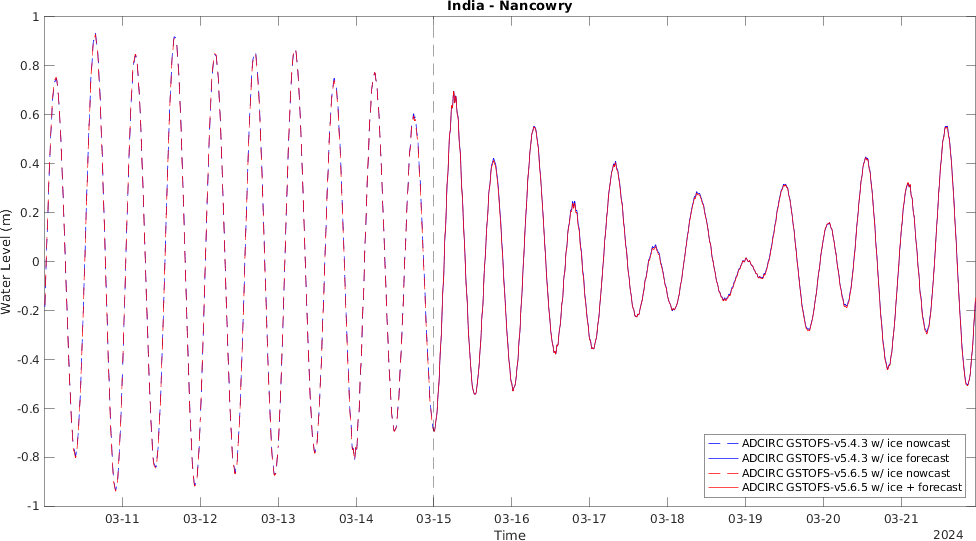 India - Nancowry
1
0.8
0.6
0.4
0.2
0
-0.2
-0.4
-0.6
-0.8
-1
Water Level (m)
03-11 03-12 03-13 03-14 03-15 03-16 03-17 03-18 03-19 03-20 03-21
Time
2024
ADCIRC GSTOFS-v5.4.3 w/ ice nowcast
ADCIRC GSTOFS-v5.4.3 w/ ice forecast
ADCIRC GSTOFS-v5.6.5 w/ ice nowcast
ADCIRC GSTOFS-v5.6.5 w/ ice + forecast